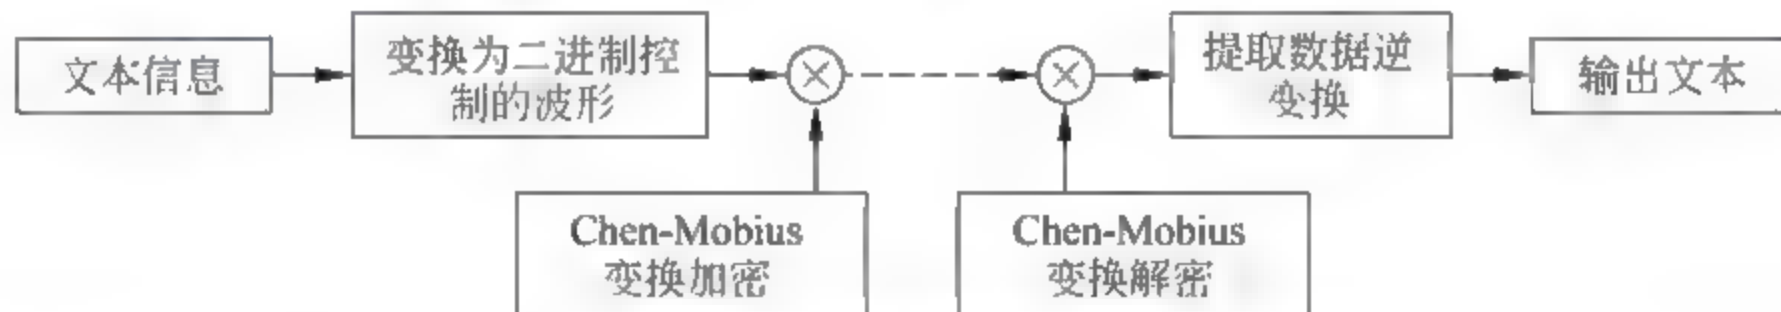 文本信息
变换为二进制控
制的波形
提取数据逆
变换
输出文本
Chen-Mobius
变换加密
Chen-Mobius
变换解密